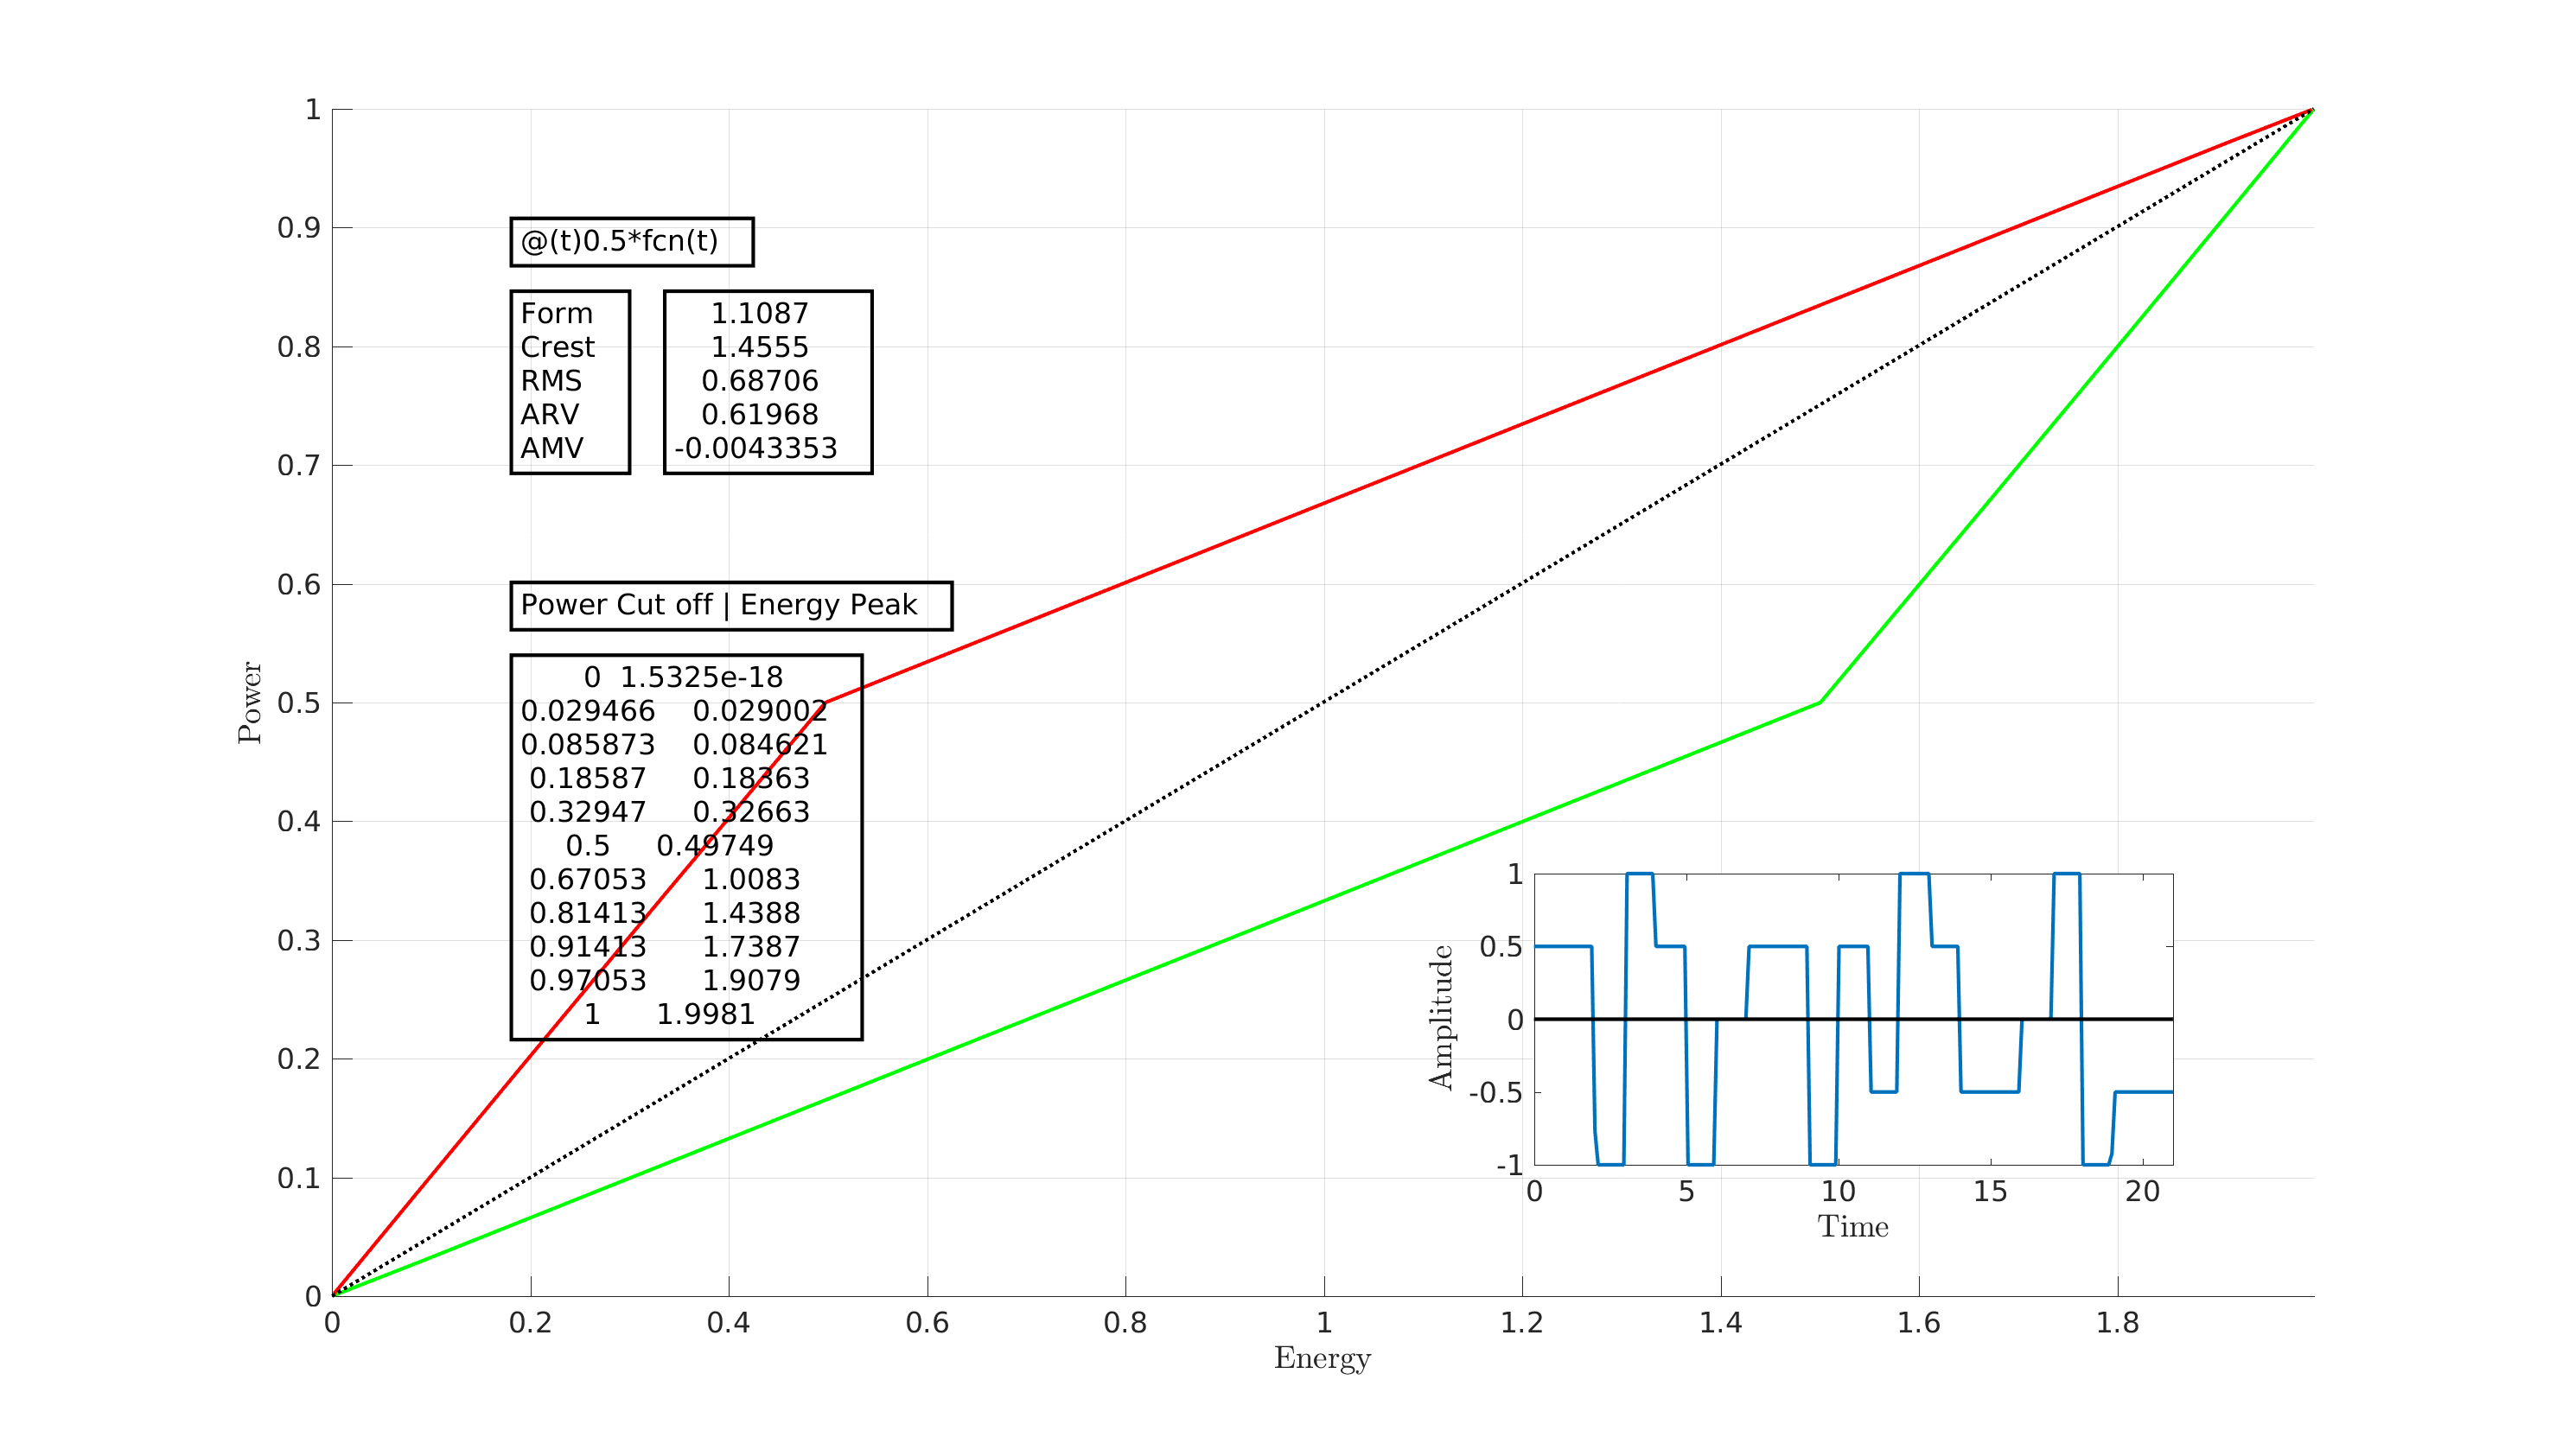 1
0.9
0.8
0.7
0.6
0.5
0.4
0.3
0.2
0.1
0
Power
@(t)0.5*fcn(t)
Form 1.1087
Crest 1.4555
RMS 0.68706
ARV 0.61968
AMV -0.0043353
Power Cut off | Energy Peak
0 1.5325e-18
0.029466 0.029002
0.085873 0.084621
0.18587 0.18363
0.32947 0.32663
0.5 0.49749
0.67053 1.0083
0.81413 1.4388
0.91413 1.7387
0.97053 1.9079
1 1.9981
1
0.5
0
-0.5
-1
Amplitude
0 5 10 15 20
Time
0 0.2 0.4 0.6 0.8 1 1.2 1.4 1.6 1.8
Energy